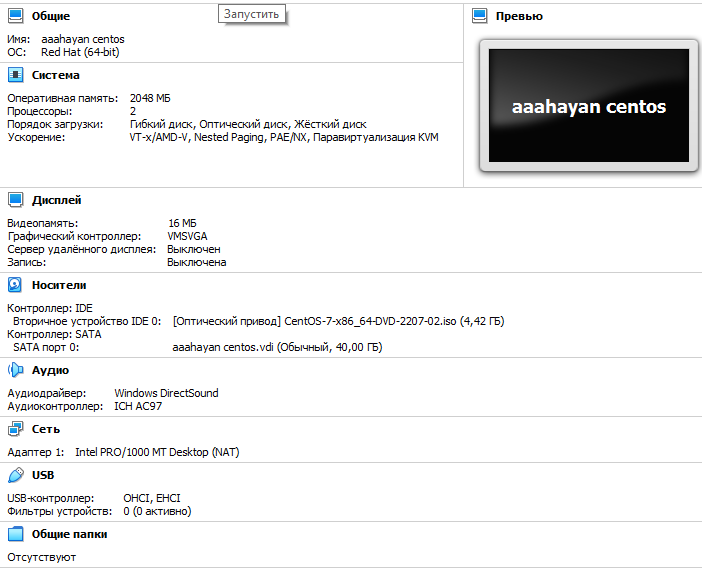 Запустить
Общие
Имя: aaahayan centos
ОС: Red Hat (64-bit)
Превью
aaahayan centos
Система
Оперативная память: 2048 МБ
Процессоры: 2
Порядок загрузки: Гибкий диск, Оптический диск, Жёсткий диск
Ускорение: VT-x/AMD-V, Nested Paging, PAE/NX, Паравиртуализация KVM
Дисплей
Видеопамять: 16 МБ
Графический контроллер: VMSVGA
Сервер удалённого дисплея: Выключен
Запись: Выключена
Носители
Контроллер: IDE
Вторичное устройство IDE 0: [Оптический привод] CentOS-7-x86_64-DVD-2207-02.iso (4,42 ГБ)
Контроллер: SATA
SATA порт 0: aaahayan centos.vdi (Обычный, 40,00 ГБ)
Аудио
Аудиодрайвер: Windows DirectSound
Аудиоконтроллер: ICH AC97
Сеть
Адаптер 1: Intel PRO/1000 MT Desktop (NAT)
USB
USB-контроллер: OHCI, EHCI
Фильтры устройств: 0 (0 активно)
Общие папки
Отсутствуют